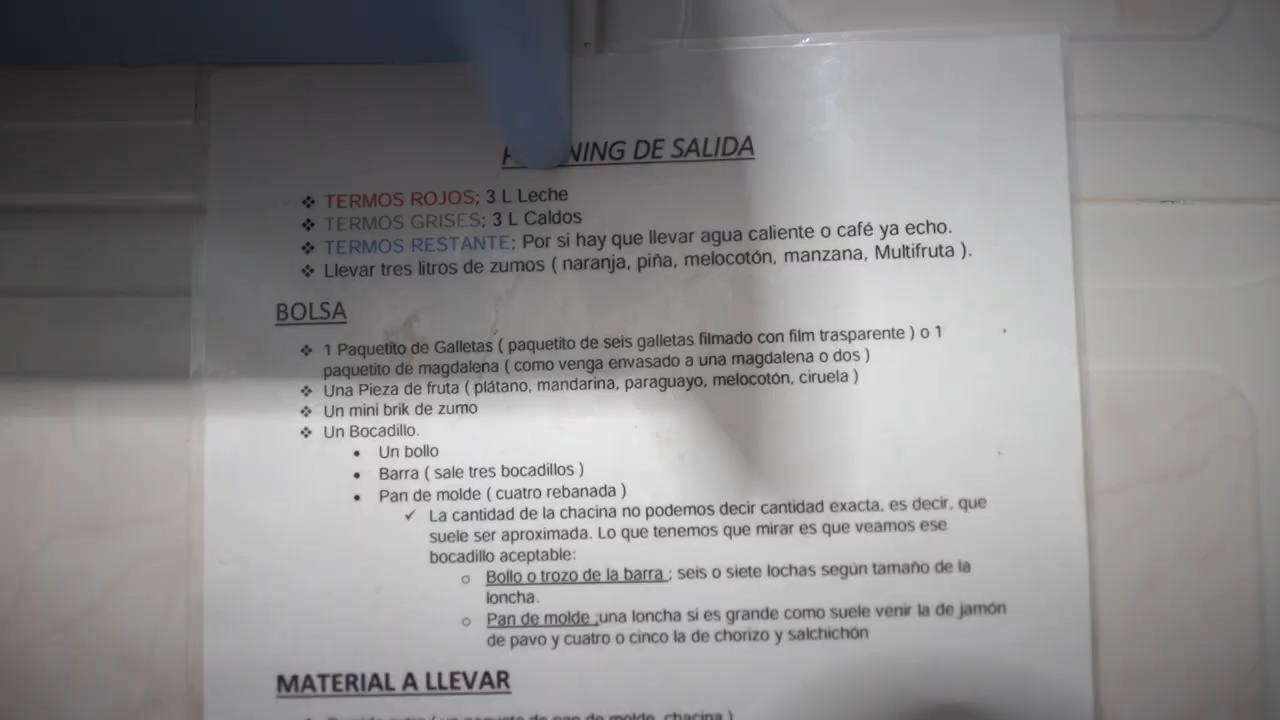 NING DE SALIDA
❖ TERMOS ROJOS; 3 L Leche
❖ TERMOS GRISES; 3 L Caldos
❖ TERMOS RESTANTE; Por si hay que llevar agua caliente o café ya echo.
❖ Llevar tres litros de zumos ( naranja, piña, melocotón, manzana, Multifruta ).
BOLSA
❖ 1 Paquetito de Galletas ( paquetito de seis galletas filmado con film trasparente ) o 1
paquetito de magdalena ( como venga envasado a una magdalena o dos )
❖ Una Pieza de fruta ( plátano, mandarina, paraguayo, melocotón, ciruela )
❖ Un mini brik de zumo
❖ Un Bocadillo.
• Un bollo
• Barra ( sale tres bocadillos )
• Pan de molde ( cuatro rebanada )
✓ La cantidad de la chacina no podemos decir cantidad exacta, es decir, que
suele ser aproximada. Lo que tenemos que mirar es que veamos ese
bocadillo aceptable:
o Bollo o trozo de la barra ; seis o siete lochas según tamaño de la
loncha.
o Pan de molde ;una loncha si es grande como suele venir la de jamón
de pavo y cuatro o cinco la de chorizo y salchichón
MATERIAL A LLEVAR
de pan de molde, chacina )